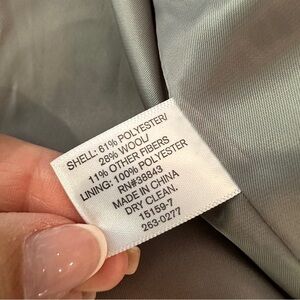 SHELL: 61% POLYESTER/
28% WOOL/
11% OTHER FIBERS
LINING: 100% POLYESTER
RN#38843
MADE IN CHINA
DRY CLEAN.
15159-7
263-0277